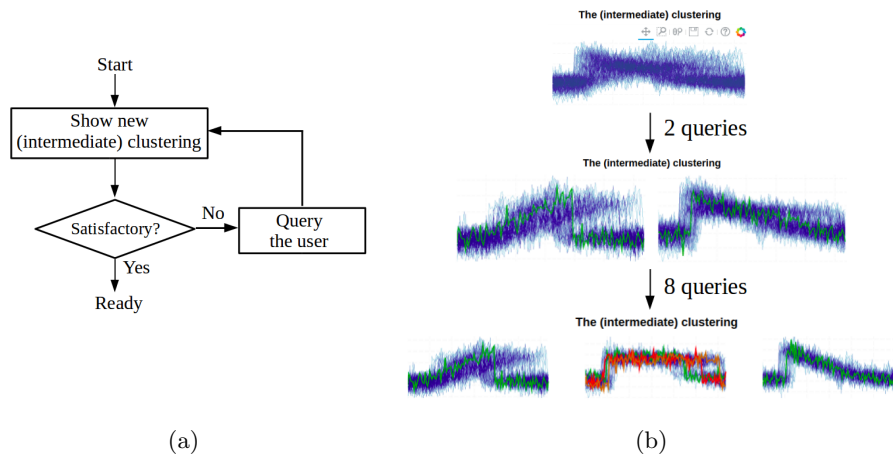 Start
Show new
(intermediate) clustering
Satisfactory?
No
Query
the user
Yes
Ready
(a)
The (intermediate) clustering
2 queries
The (intermediate) clustering
8 queries
The (intermediate) clustering
(b)